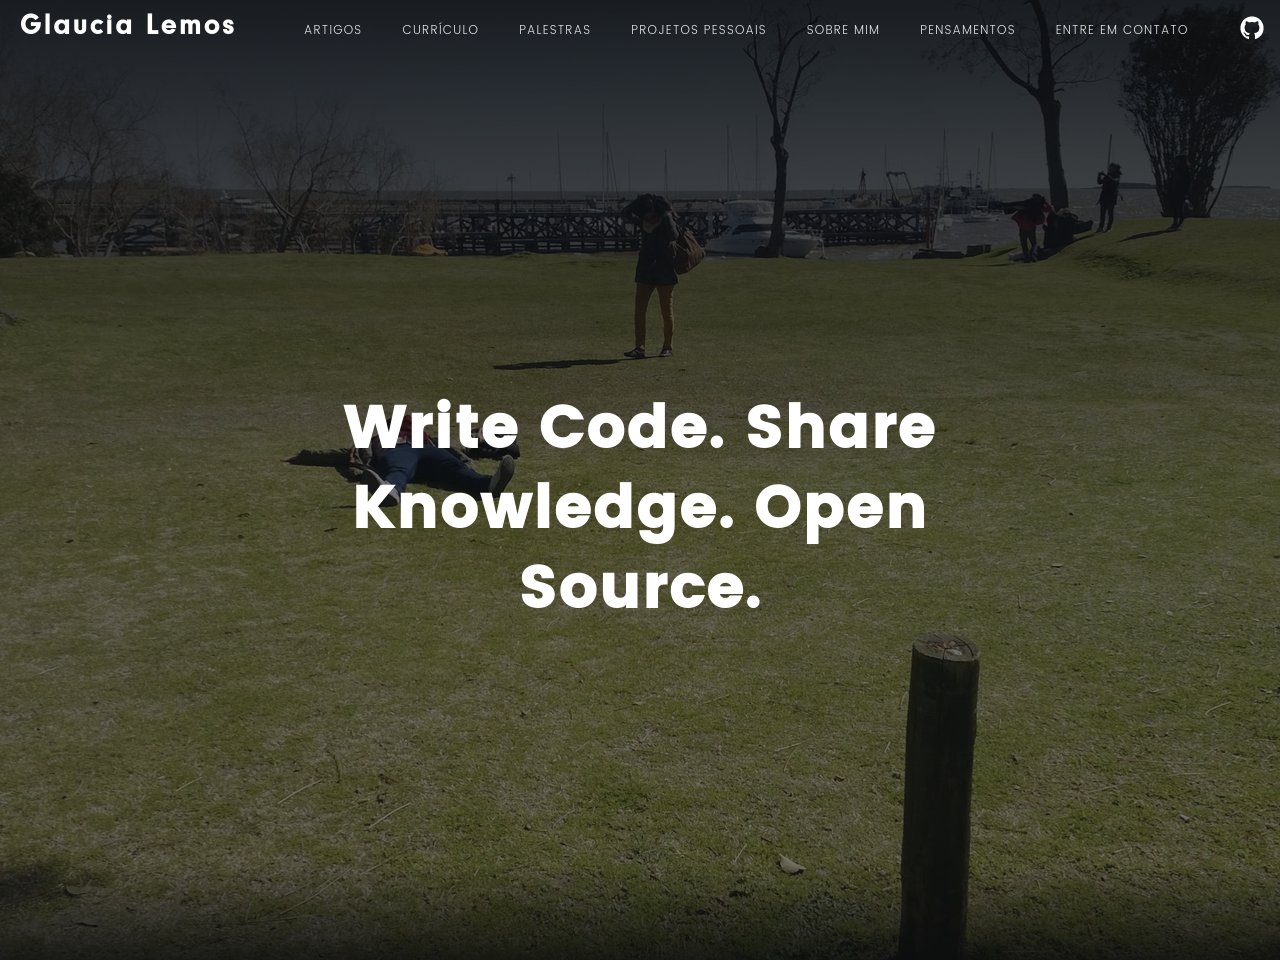 Glaucia Lemos
ARTIGOS CURRÍCULO PALESTRAS PROJETOS PESSOAIS SOBRE MIM PENSAMENTOS ENTRE EM CONTATO
Write Code. Share
Knowledge. Open
Source.